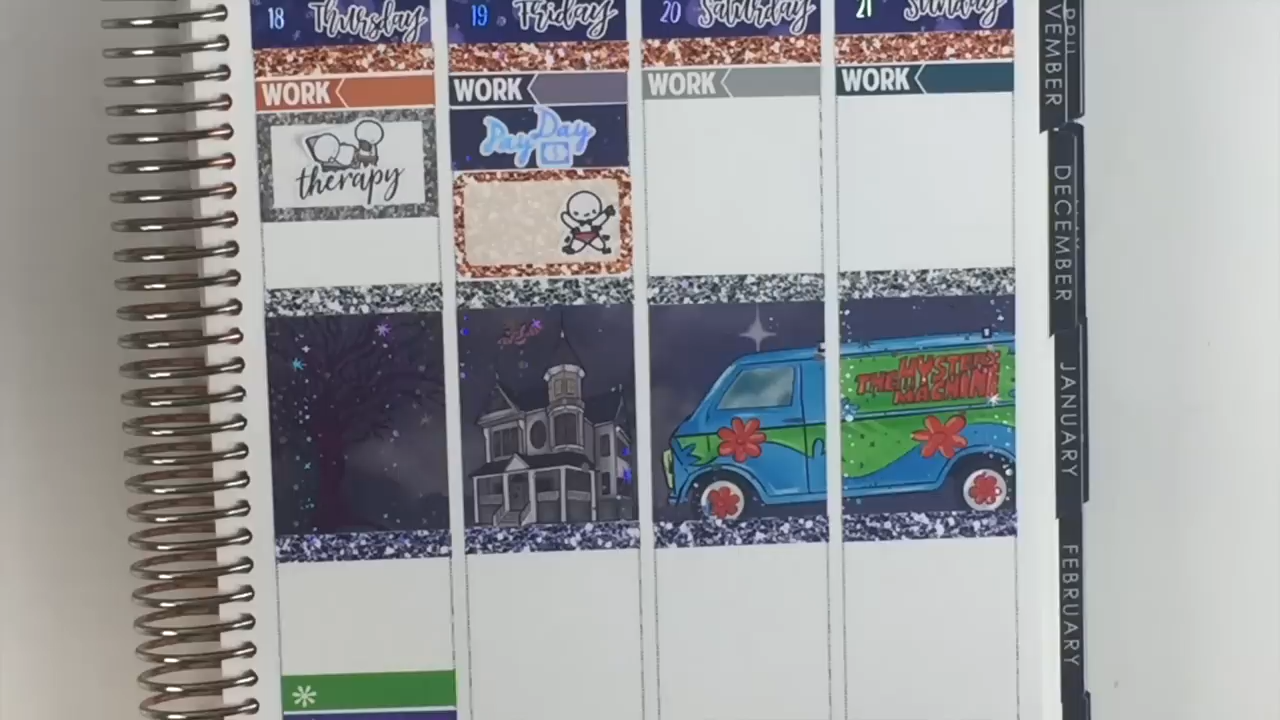 18 Thursday 19 Friday 20 Saturday 21 Sunday
WORK WORK WORK WORK
PayDay
therapy
THE MYSTERY
MACHINE
VEMBER
DECEMBER
JANUARY
FEBRUARY